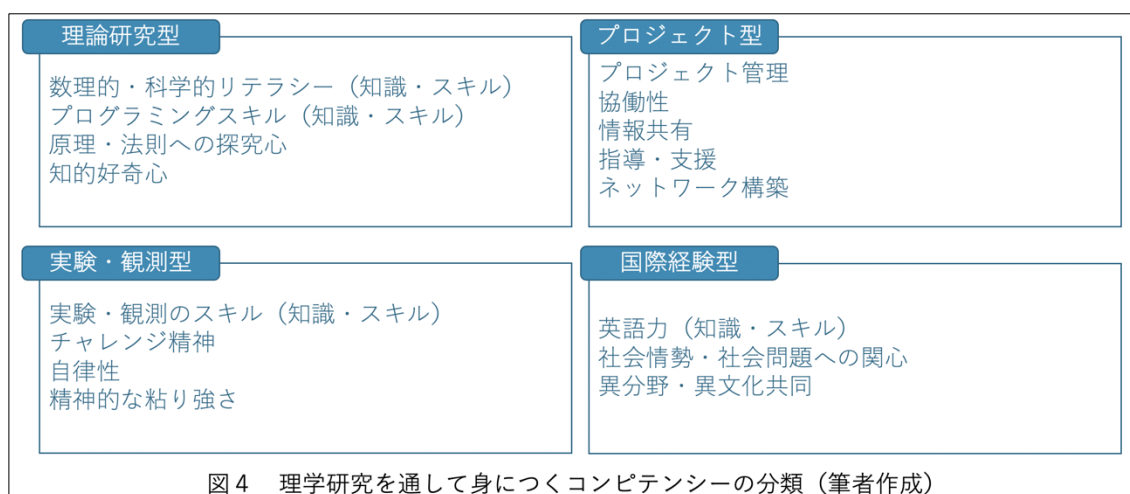 理論研究型
数理的・科学的リテラシー（知識・スキル）
プログラミングスキル（知識・スキル）
原理・法則への探究心
知的好奇心
プロジェクト型
プロジェクト管理
協働性
情報共有
指導・支援
ネットワーク構築
実験・観測型
実験・観測のスキル（知識・スキル）
チャレンジ精神
自律性
精神的な粘り強さ
国際経験型
英語力（知識・スキル）
社会情勢・社会問題への関心
異分野・異文化共同
図４　理学研究を通して身につくコンピテンシーの分類（筆者作成）